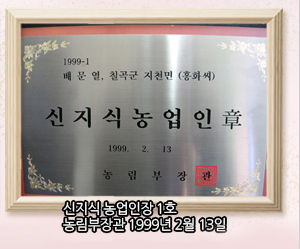 1999-1
배 문 열, 칠곡군 지천면 (홍화씨)
신지식농업인章
1999. 2. 13
농 림 부 장 관
신지식 농업인장 1호
농림부장관 1999년 2월 13일